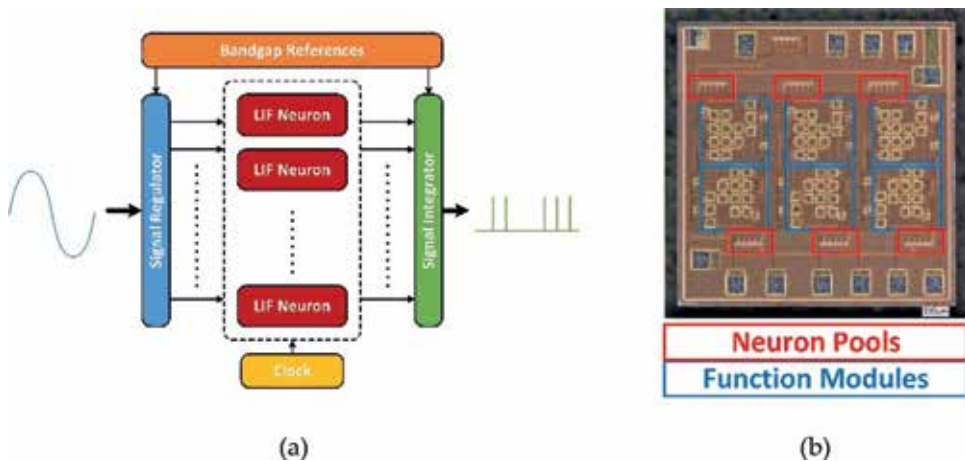 Bandgap References
Signal Regulator
LIF Neuron
LIF Neuron
LIF Neuron
Signal Integrator
Clock
Neuron Pools
Function Modules
(a)
(b)